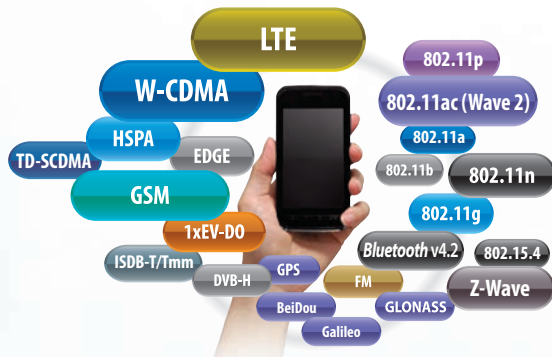 LTE
802.11p
W-CDMA
802.11ac (Wave 2)
HSPA
802.11a
TD-SCDMA
EDGE
802.11b
802.11n
GSM
802.11g
1xEV-DO
Bluetooth v4.2
802.15.4
ISDB-T/Tmm
DVB-H
GPS
FM
Z-Wave
BeiDou
GLONASS
Galileo